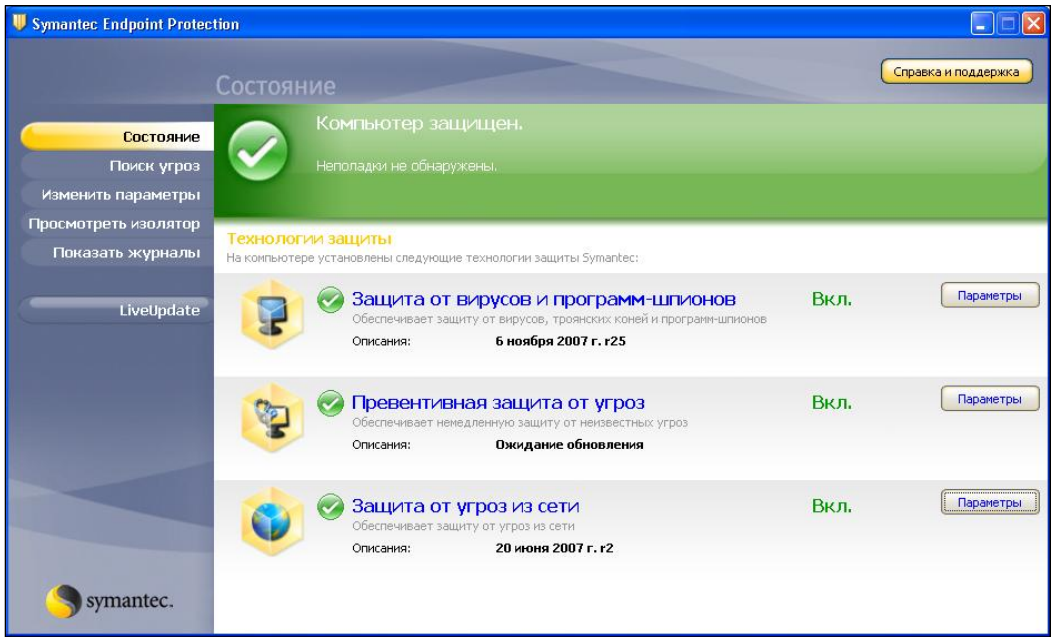 Symantec Endpoint Protection
Состояние
Справка и поддержка
Состояние
Поиск угроз
Изменить параметры
Просмотреть изолятор
Показать журналы
LiveUpdate
Компьютер защищен.
Неполадки не обнаружены.
Технологии защиты
На компьютере установлены следующие технологии защиты Symantec:
Защита от вирусов и программ-шпионов Вкл. Параметры
Обеспечивает защиту от вирусов, троянских коней и программ-шпионов
Описания: 6 ноября 2007 г. r25
Превентивная защита от угроз Вкл. Параметры
Обеспечивает немедленную защиту от неизвестных угроз
Описания: Ожидание обновления
Защита от угроз из сети Вкл. Параметры
Обеспечивает защиту от угроз из сети
Описания: 20 июня 2007 г. r2
symantec.